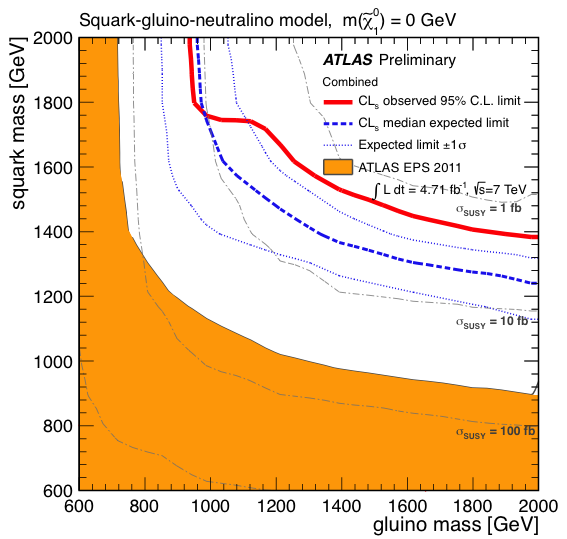 Squark-gluino-neutralino model, m(χ̃₁⁰) = 0 GeV
squark mass [GeV]
2000
1800
1600
1400
1200
1000
800
600
ATLAS Preliminary
Combined
CLs observed 95% C.L. limit
CLs median expected limit
Expected limit ±1σ
ATLAS EPS 2011
∫ L dt = 4.71 fb⁻¹, √s=7 TeV
σSUSY = 1 fb
σSUSY = 10 fb
σSUSY = 100 fb
600 800 1000 1200 1400 1600 1800 2000
gluino mass [GeV]